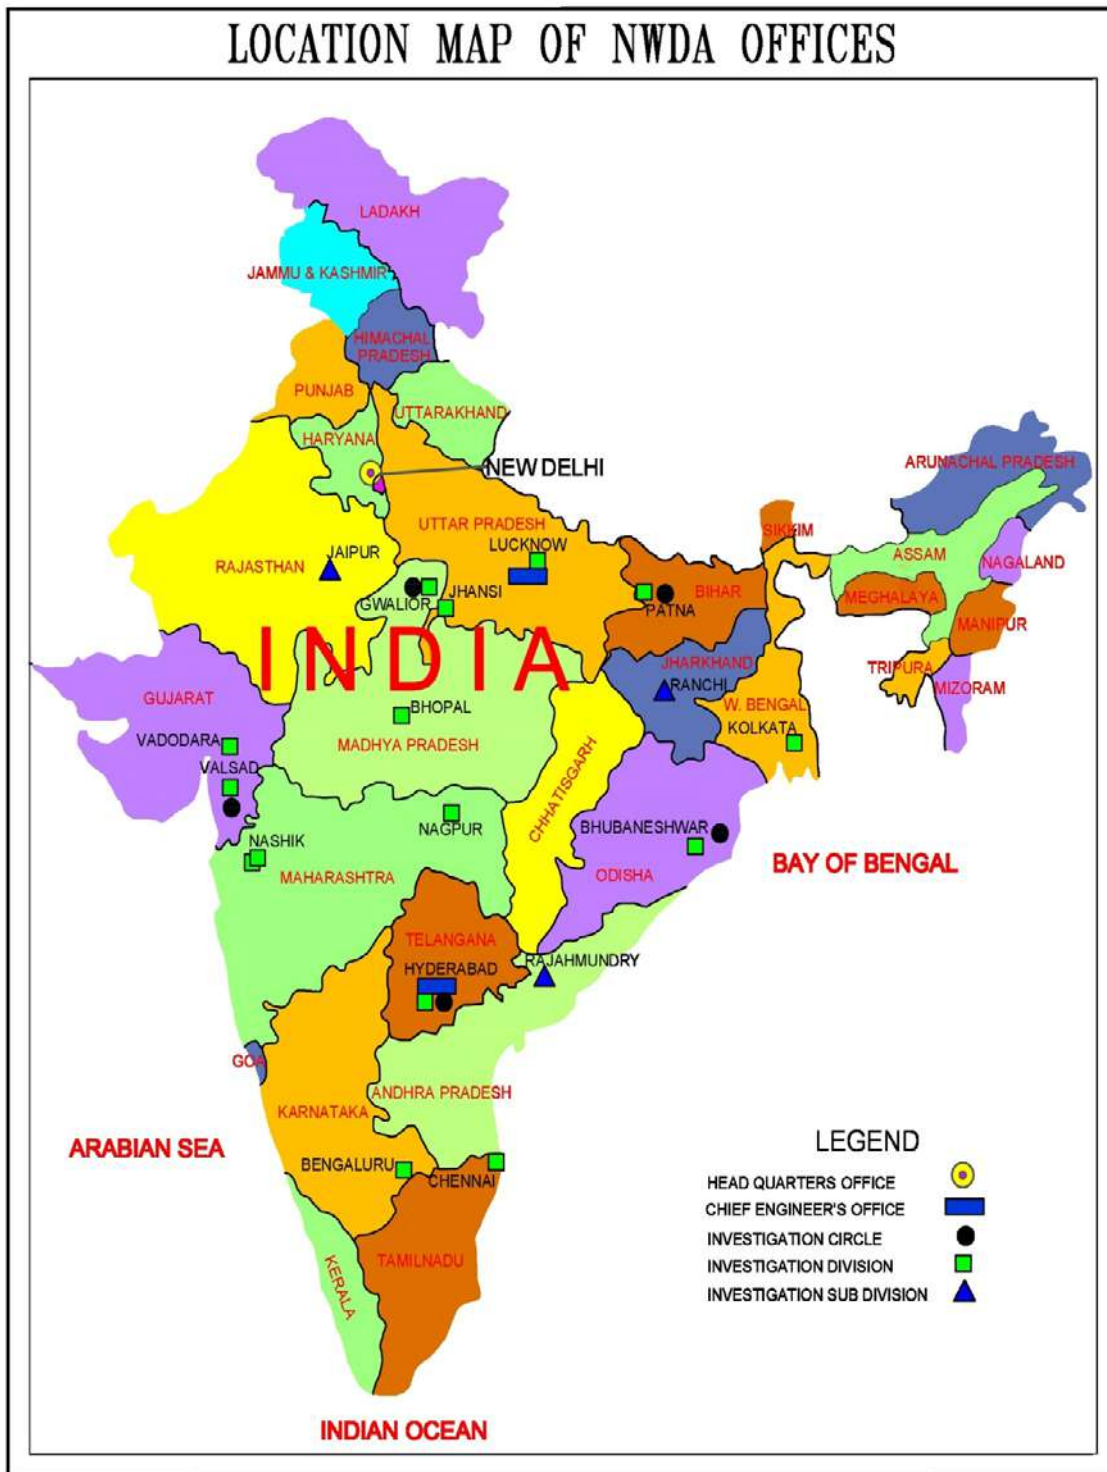 LOCATION MAP OF NWDA OFFICES
LADAKH
JAMMU & KASHMIR
HIMACHAL
PRADESH
PUNJAB
UTTARAKHAND
HARYANA
NEW DELHI
ARUNACHAL PRADESH
UTTAR PRADESH
SIKKIM
LUCKNOW
ASSAM
JAIPUR
RAJASTHAN
NAGALAND
GWALIOR
JHANSI
BIHAR
PATNA
MEGHALAYA
MANIPUR
INDIA
JHARKHAND
RANCHI
TRIPURA
MIZORAM
GUJARAT
BHOPAL
W. BENGAL
KOLKATA
VADODARA
MADHYA PRADESH
VALSAD
CHHATISGARH
NAGPUR
BHUBANESHWAR
NASHIK
MAHARASHTRA
ODISHA
BAY OF BENGAL
TELANGANA
HYDERABAD
RAJAHMUNDRY
GOA
ANDHRA PRADESH
KARNATAKA
ARABIAN SEA
BENGALURU
CHENNAI
KERALA
TAMILNADU
LEGEND
HEAD QUARTERS OFFICE
CHIEF ENGINEER'S OFFICE
INVESTIGATION CIRCLE
INVESTIGATION DIVISION
INVESTIGATION SUB DIVISION
INDIAN OCEAN